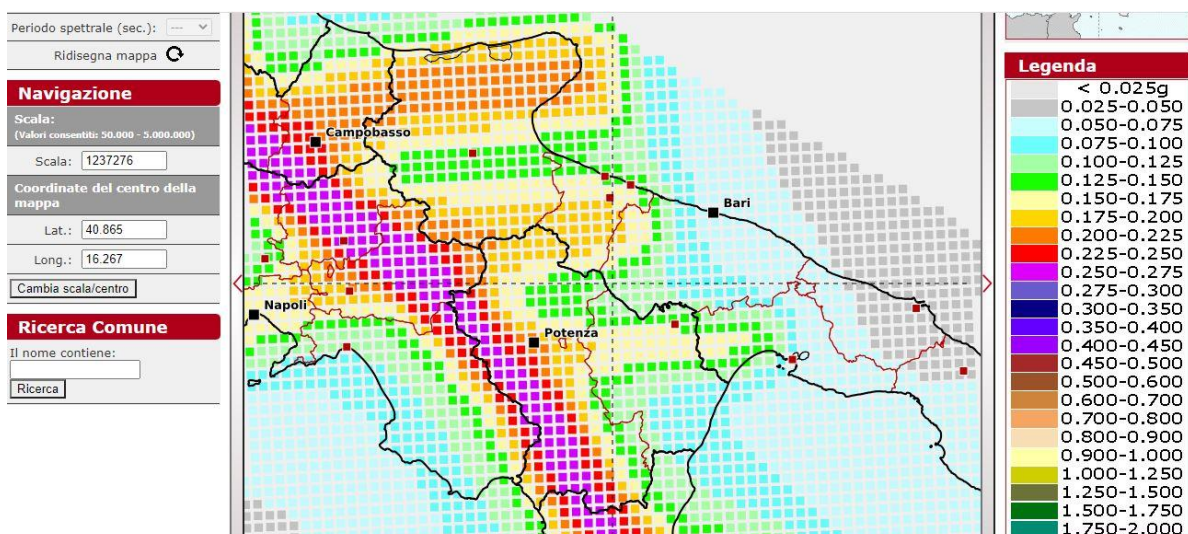 Periodo spettrale (sec.): ---
Ridisegna mappa
Navigazione
Scala:
(Valori consentiti: 50.000 - 5.000.000)
Scala: 1237276
Coordinate del centro della
mappa
Lat.: 40.865
Long.: 16.267
Cambia scala/centro
Ricerca Comune
Il nome contiene:
Ricerca
Campobasso
Bari
Napoli
Potenza
Legenda
< 0.025g
0.025-0.050
0.050-0.075
0.075-0.100
0.100-0.125
0.125-0.150
0.150-0.175
0.175-0.200
0.200-0.225
0.225-0.250
0.250-0.275
0.275-0.300
0.300-0.350
0.350-0.400
0.400-0.450
0.450-0.500
0.500-0.600
0.600-0.700
0.700-0.800
0.800-0.900
0.900-1.000
1.000-1.250
1.250-1.500
1.500-1.750
1.750-2.000